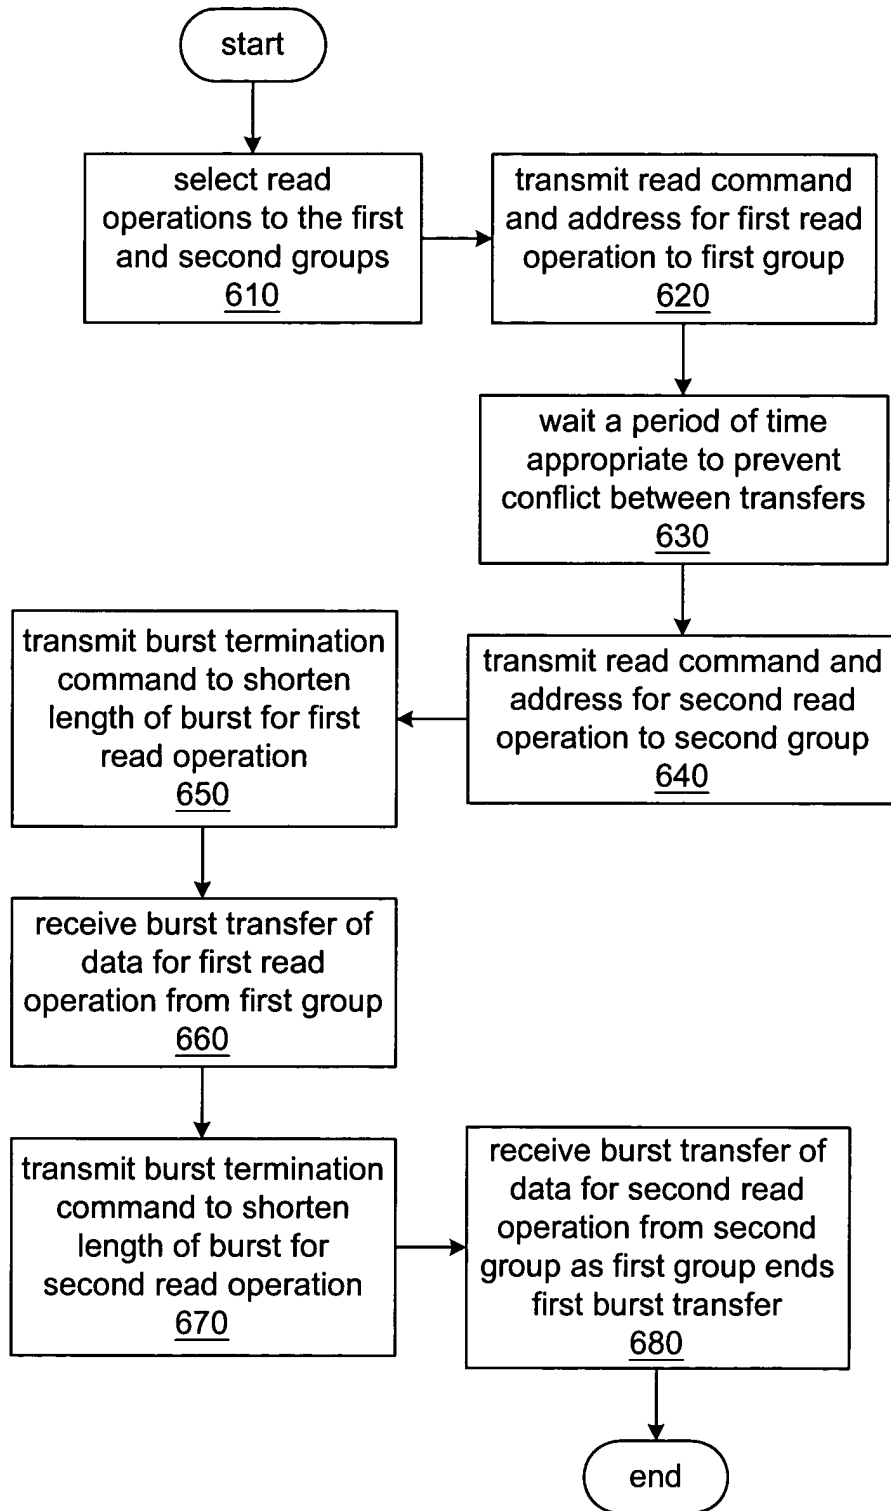 start
select read
operations to the first
and second groups
610
transmit read command
and address for first read
operation to first group
620
wait a period of time
appropriate to prevent
conflict between transfers
630
transmit read command and
address for second read
operation to second group
640
transmit burst termination
command to shorten
length of burst for first
read operation
650
receive burst transfer of
data for first read
operation from first group
660
transmit burst termination
command to shorten
length of burst for
second read operation
670
receive burst transfer of
data for second read
operation from second
group as first group ends
first burst transfer
680
end